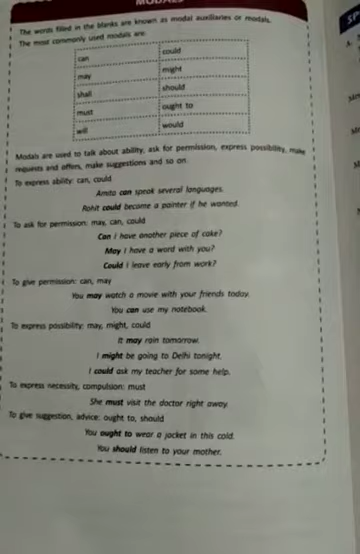 MODALS
The words filled in the blanks are known as modal auxiliaries or modals.
The most commonly used modals are:
can could
may might
shall should
must ought to
will would
Modals are used to talk about ability, ask for permission, express possibility, make
requests and offers, make suggestions and so on.
To express ability: can, could
Amita can speak several languages.
Rohit could become a painter if he wanted.
To ask for permission: may, can, could
Can I have another piece of cake?
May I have a word with you?
Could I leave early from work?
To give permission: can, may
You may watch a movie with your friends today.
You can use my notebook.
To express possibility: may, might, could
It may rain tomorrow.
I might be going to Delhi tonight.
I could ask my teacher for some help.
To express necessity, compulsion: must
She must visit the doctor right away.
To give suggestion, advice: ought to, should
You ought to wear a jacket in this cold.
You should listen to your mother.